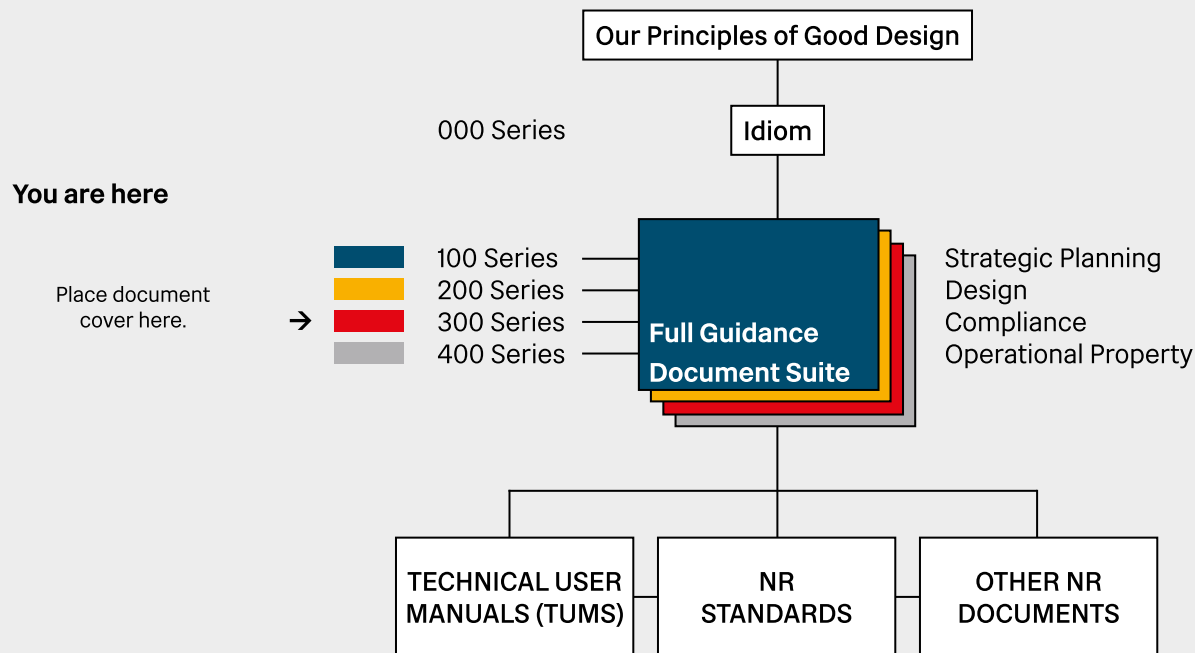 Our Principles of Good Design
000 Series
Idiom
You are here
Place document
cover here.
→
100 Series
200 Series
300 Series
400 Series
Full Guidance
Document Suite
Strategic Planning
Design
Compliance
Operational Property
TECHNICAL USER
MANUALS (TUMS)
NR
STANDARDS
OTHER NR
DOCUMENTS